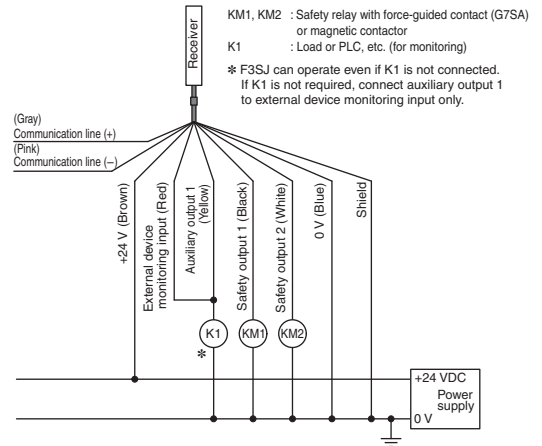 KM1, KM2 : Safety relay with force-guided contact (G7SA)
or magnetic contactor
K1 : Load or PLC, etc. (for monitoring)
✻ F3SJ can operate even if K1 is not connected.
If K1 is not required, connect auxiliary output 1
to external device monitoring input only.
Receiver
(Gray)
Communication line (+)
(Pink)
Communication line (−)
+24 V (Brown)
External device
monitoring input (Red)
Auxiliary output 1
(Yellow)
Safety output 1 (Black)
Safety output 2 (White)
0 V (Blue)
Shield
K1
KM1
KM2
✻
+24 VDC
Power
supply
0 V